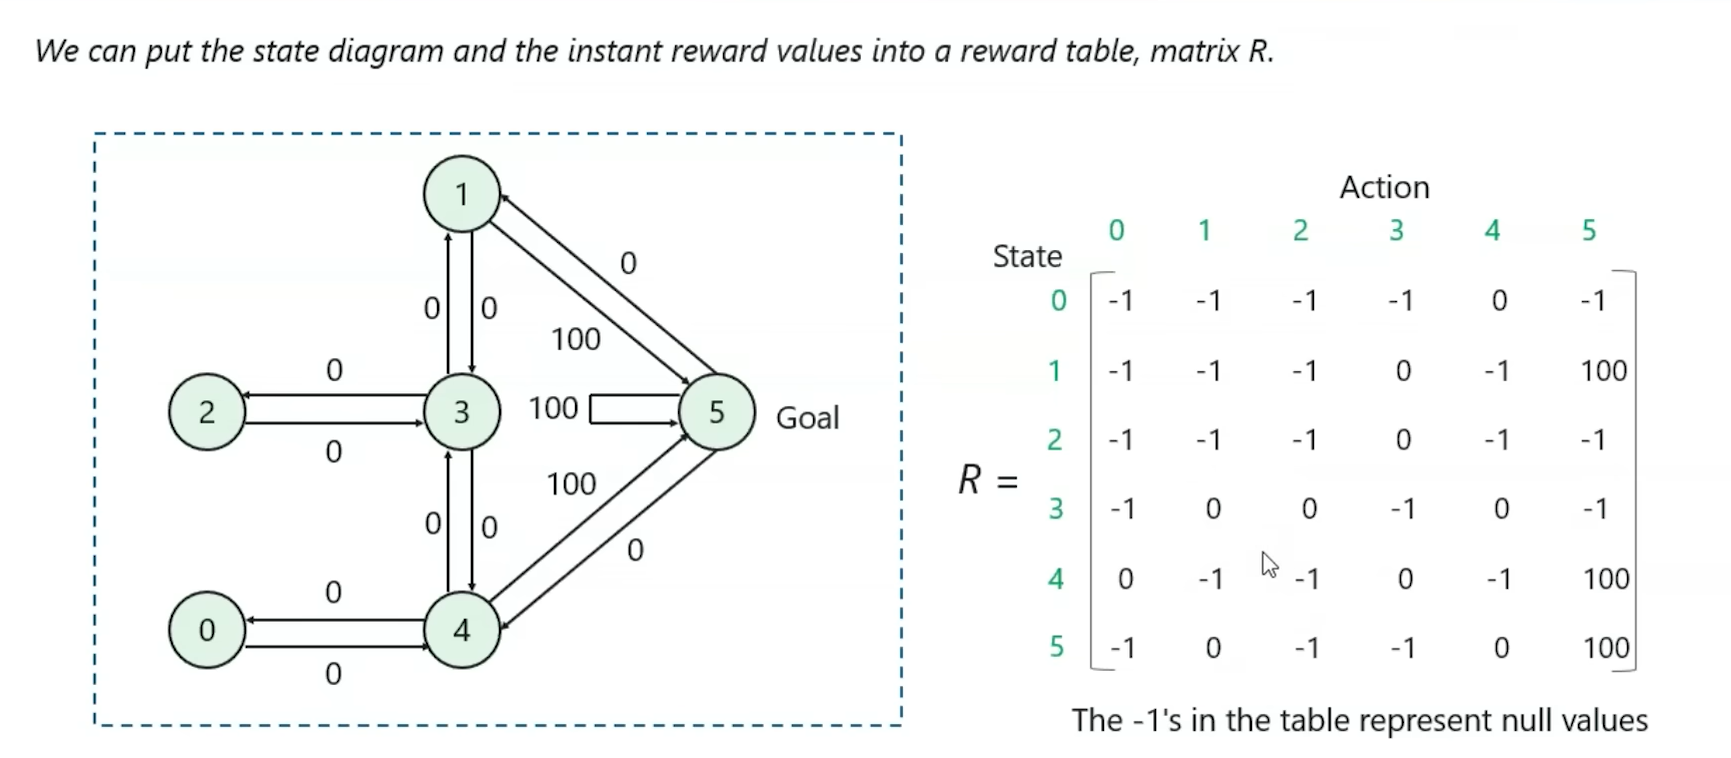 We can put the state diagram and the instant reward values into a reward table, matrix R.
1
0
0 0
100
0
2 3 100 5 Goal
0
100
0 0
0
0
0 4
0
Action
0 1 2 3 4 5
State
0 -1 -1 -1 -1 0 -1
1 -1 -1 -1 0 -1 100
2 -1 -1 -1 0 -1 -1
R =
3 -1 0 0 -1 0 -1
4 0 -1 -1 0 -1 100
5 -1 0 -1 -1 0 100
The -1's in the table represent null values